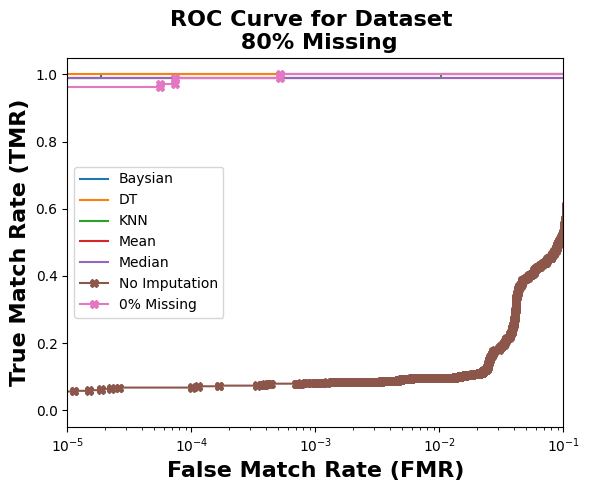 ROC Curve for Dataset
80% Missing
True Match Rate (TMR)
1.0
0.8
0.6
0.4
0.2
0.0
Baysian
DT
KNN
Mean
Median
No Imputation
0% Missing
10⁻⁵ 10⁻⁴ 10⁻³ 10⁻² 10⁻¹
False Match Rate (FMR)